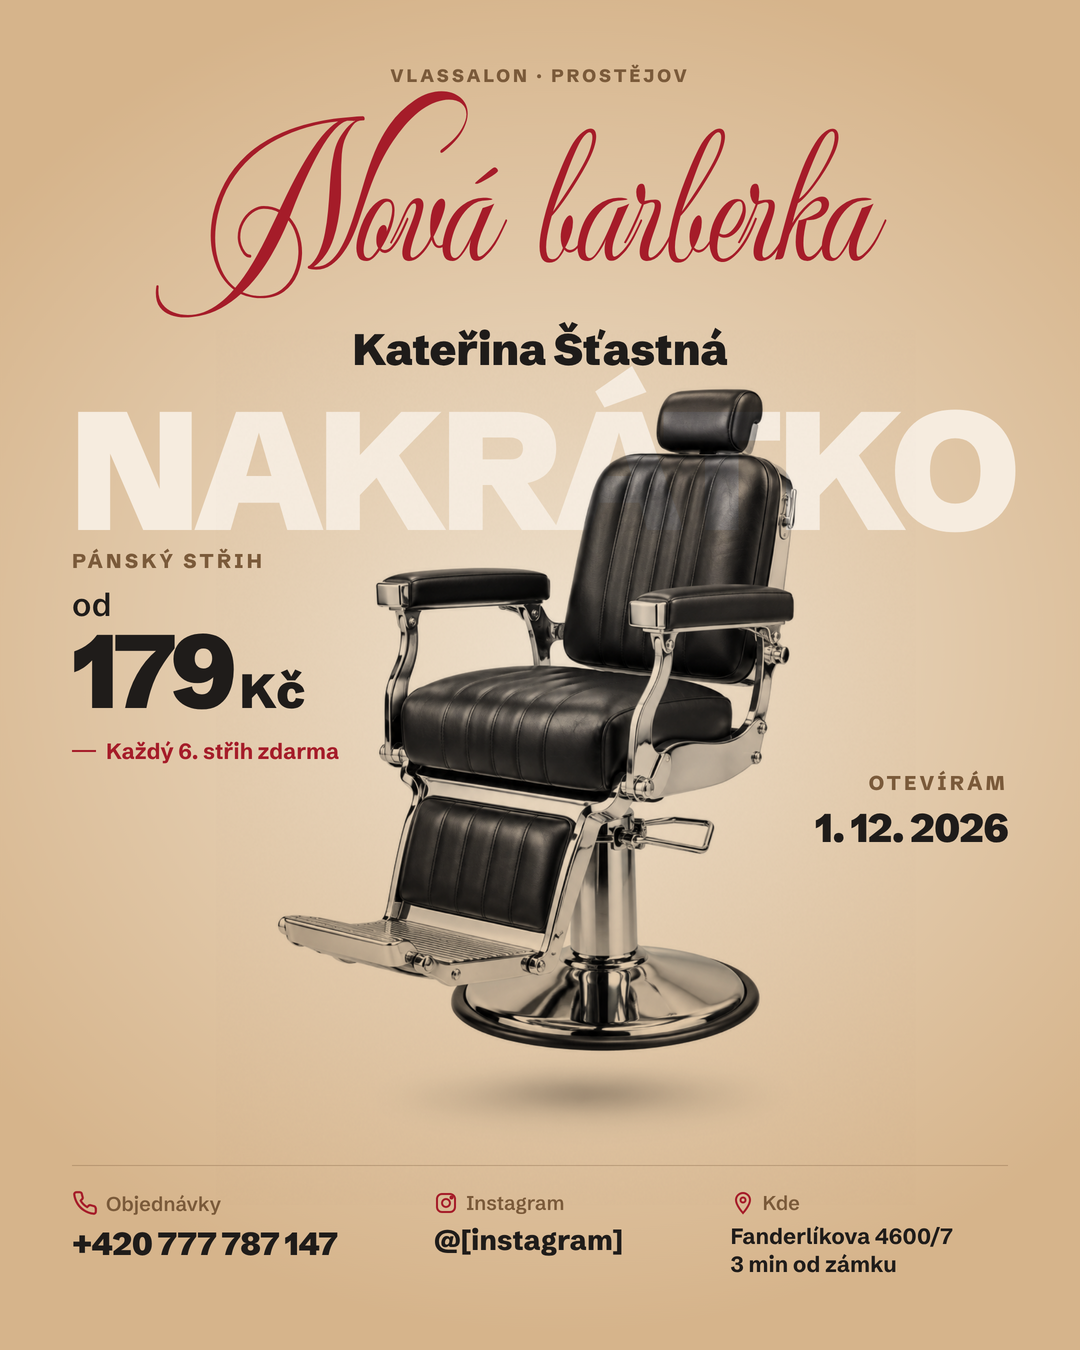 VLASSALON · PROSTĚJOV
Nová barberka
Kateřina Šťastná
NAKRÁTKO
PÁNSKÝ STŘIH
od
179 Kč
— Každý 6. střih zdarma
OTEVÍRÁM
1. 12. 2026
Objednávky
+420 777 787 147
Instagram
@[instagram]
Kde
Fanderlíkova 4600/7
3 min od zámku